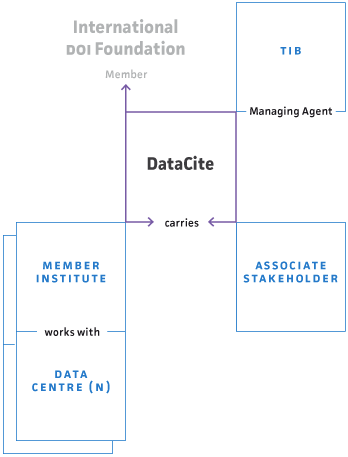 International
DOI Foundation
Member
TIB
Managing Agent
DataCite
carries
MEMBER
INSTITUTE
ASSOCIATE
STAKEHOLDER
works with
DATA
CENTRE (N)